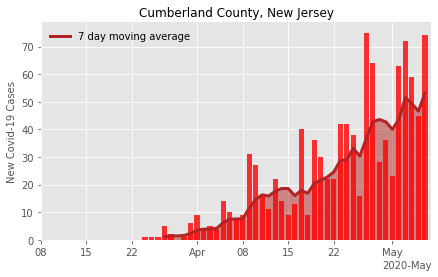 Cumberland County, New Jersey
7 day moving average
New Covid-19 Cases
70
60
50
40
30
20
10
0
08 15 22 Apr 08 15 22 May
2020-May